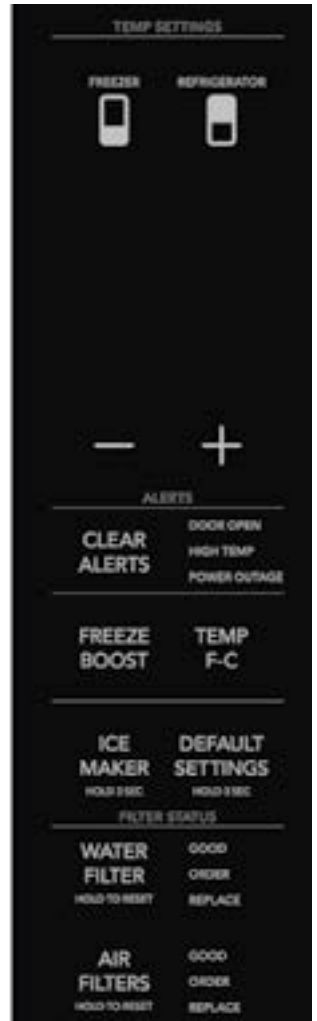 TEMP SETTINGS
FREEZER REFRIGERATOR
− +
ALERTS
CLEAR ALERTS
DOOR OPEN
HIGH TEMP
POWER OUTAGE
FREEZE BOOST
TEMP F-C
ICE MAKER
HOLD 3 SEC
DEFAULT SETTINGS
HOLD 3 SEC
FILTER STATUS
WATER FILTER
HOLD TO RESET
GOOD
ORDER
REPLACE
AIR FILTERS
HOLD TO RESET
GOOD
ORDER
REPLACE